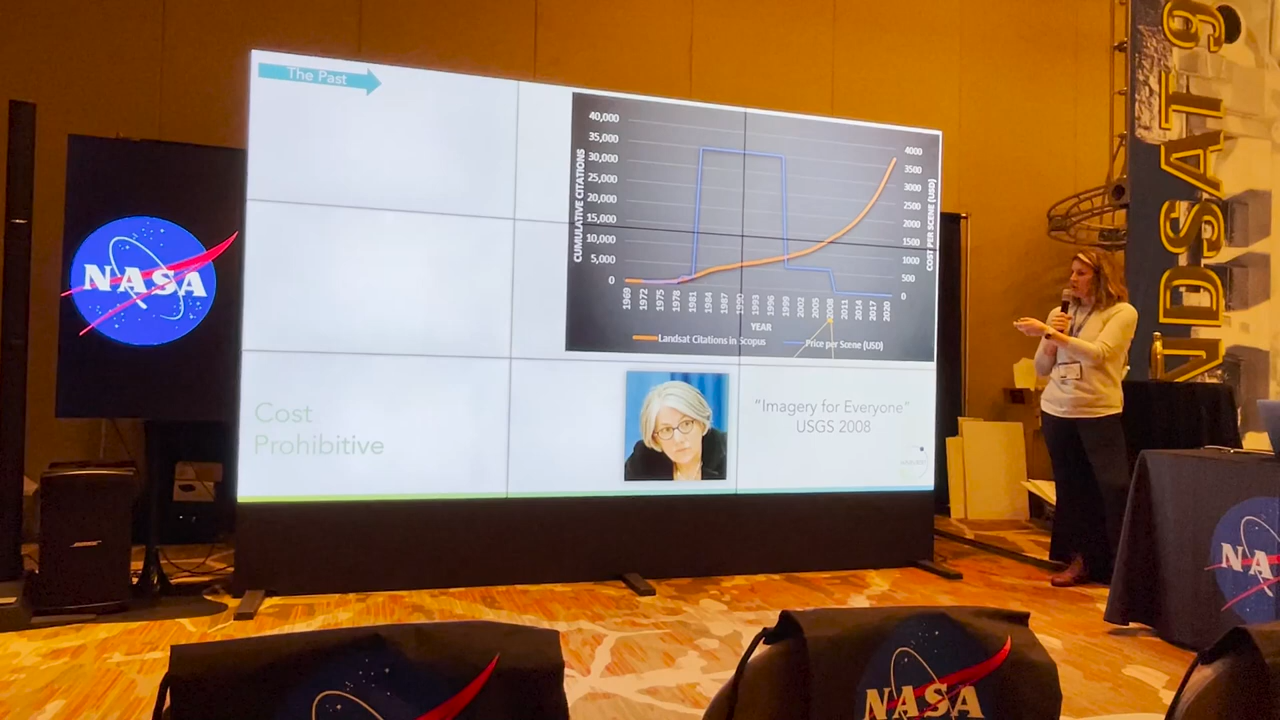 The Past
40,000
35,000
30,000
25,000
20,000
15,000
10,000
5,000
0
CUMULATIVE CITATIONS
4000
3500
3000
2500
2000
1500
1000
500
0
COST PER SCENE (USD)
1969
1972
1975
1978
1981
1984
1987
1990
1993
1996
1999
2002
2005
2008
2011
2014
2017
2020
YEAR
Landsat Citations in Scopus
Price per Scene (USD)
Cost
Prohibitive
"Imagery for Everyone"
USGS 2008
NASA
NDSAT 9
NA
NASA